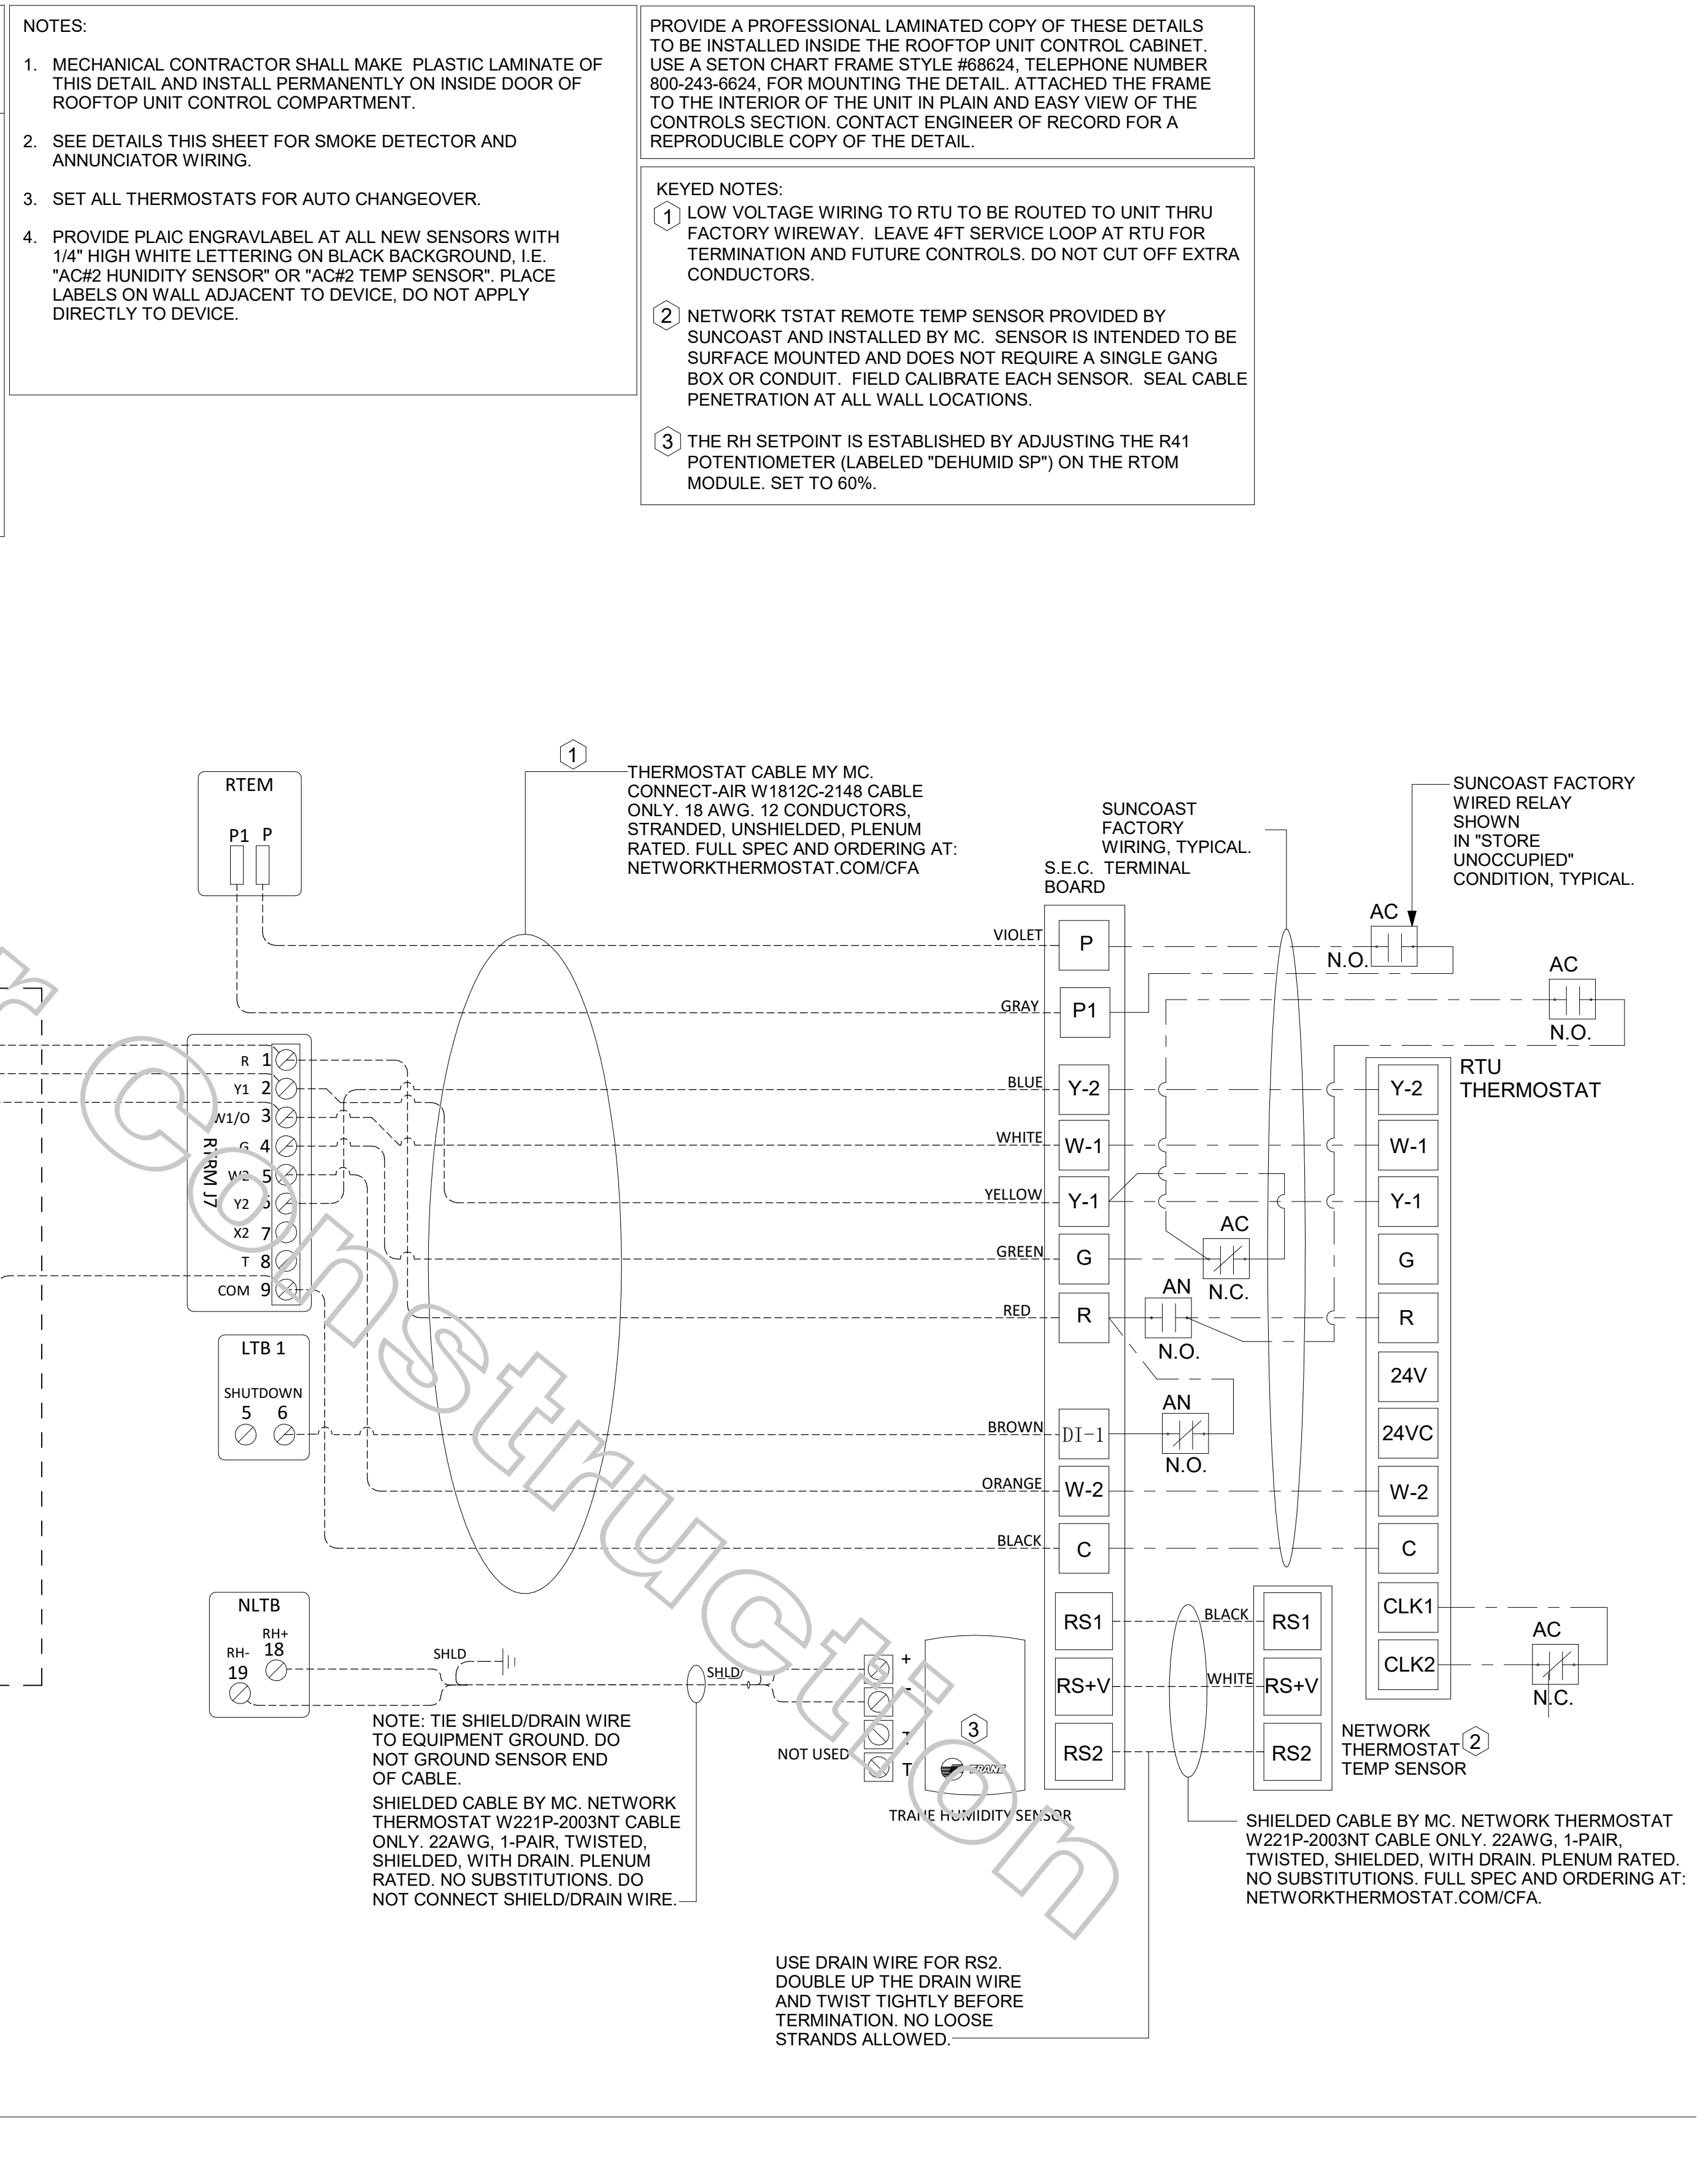 NOTES:
1. MECHANICAL CONTRACTOR SHALL MAKE PLASTIC LAMINATE OF
THIS DETAIL AND INSTALL PERMANENTLY ON INSIDE DOOR OF
ROOFTOP UNIT CONTROL COMPARTMENT.
2. SEE DETAILS THIS SHEET FOR SMOKE DETECTOR AND
ANNUNCIATOR WIRING.
3. SET ALL THERMOSTATS FOR AUTO CHANGEOVER.
4. PROVIDE PLAIC ENGRAVLABEL AT ALL NEW SENSORS WITH
1/4" HIGH WHITE LETTERING ON BLACK BACKGROUND, I.E.
"AC#2 HUNIDITY SENSOR" OR "AC#2 TEMP SENSOR". PLACE
LABELS ON WALL ADJACENT TO DEVICE, DO NOT APPLY
DIRECTLY TO DEVICE.
PROVIDE A PROFESSIONAL LAMINATED COPY OF THESE DETAILS
TO BE INSTALLED INSIDE THE ROOFTOP UNIT CONTROL CABINET.
USE A SETON CHART FRAME STYLE #68624, TELEPHONE NUMBER
800-243-6624, FOR MOUNTING THE DETAIL. ATTACHED THE FRAME
TO THE INTERIOR OF THE UNIT IN PLAIN AND EASY VIEW OF THE
CONTROLS SECTION. CONTACT ENGINEER OF RECORD FOR A
REPRODUCIBLE COPY OF THE DETAIL.
KEYED NOTES:
1 LOW VOLTAGE WIRING TO RTU TO BE ROUTED TO UNIT THRU
FACTORY WIREWAY. LEAVE 4FT SERVICE LOOP AT RTU FOR
TERMINATION AND FUTURE CONTROLS. DO NOT CUT OFF EXTRA
CONDUCTORS.
2 NETWORK TSTAT REMOTE TEMP SENSOR PROVIDED BY
SUNCOAST AND INSTALLED BY MC. SENSOR IS INTENDED TO BE
SURFACE MOUNTED AND DOES NOT REQUIRE A SINGLE GANG
BOX OR CONDUIT. FIELD CALIBRATE EACH SENSOR. SEAL CABLE
PENETRATION AT ALL WALL LOCATIONS.
3 THE RH SETPOINT IS ESTABLISHED BY ADJUSTING THE R41
POTENTIOMETER (LABELED "DEHUMID SP") ON THE RTOM
MODULE. SET TO 60%.
RTEM
P1 P
1
THERMOSTAT CABLE MY MC.
CONNECT-AIR W1812C-2148 CABLE
ONLY. 18 AWG. 12 CONDUCTORS,
STRANDED, UNSHIELDED, PLENUM
RATED. FULL SPEC AND ORDERING AT:
NETWORKTHERMOSTAT.COM/CFA
SUNCOAST
FACTORY
WIRING, TYPICAL.
S.E.C. TERMINAL
BOARD
SUNCOAST FACTORY
WIRED RELAY
SHOWN
IN "STORE
UNOCCUPIED"
CONDITION, TYPICAL.
AC
N.O.
AC
N.O.
VIOLET
P
GRAY
P1
BLUE
Y-2
WHITE
W-1
YELLOW
Y-1
GREEN
G
RED
R
BROWN
DI-1
ORANGE
W-2
BLACK
C
AC
N.C.
AN
N.O.
AN
N.O.
RTU
THERMOSTAT
Y-2
W-1
Y-1
G
R
24V
24VC
W-2
C
CLK1
CLK2
AC
N.C.
RTRM J7
R 1
Y1 2
W1/O 3
G 4
W2 5
Y2 6
X2 7
T 8
COM 9
LTB 1
SHUTDOWN
5 6
NLTB
RH+
18
RH-
19
SHLD
SHLD
+
-
T
T
NOT USED
3
TRANE
TRANE HUMIDITY SENSOR
NOTE: TIE SHIELD/DRAIN WIRE
TO EQUIPMENT GROUND. DO
NOT GROUND SENSOR END
OF CABLE.
SHIELDED CABLE BY MC. NETWORK
THERMOSTAT W221P-2003NT CABLE
ONLY. 22AWG, 1-PAIR, TWISTED,
SHIELDED, WITH DRAIN. PLENUM
RATED. NO SUBSTITUTIONS. DO
NOT CONNECT SHIELD/DRAIN WIRE.
RS1
RS+V
RS2
BLACK
WHITE
RS1
RS+V
RS2
NETWORK
THERMOSTAT 2
TEMP SENSOR
SHIELDED CABLE BY MC. NETWORK THERMOSTAT
W221P-2003NT CABLE ONLY. 22AWG, 1-PAIR,
TWISTED, SHIELDED, WITH DRAIN. PLENUM RATED.
NO SUBSTITUTIONS. FULL SPEC AND ORDERING AT:
NETWORKTHERMOSTAT.COM/CFA.
USE DRAIN WIRE FOR RS2.
DOUBLE UP THE DRAIN WIRE
AND TWIST TIGHTLY BEFORE
TERMINATION. NO LOOSE
STRANDS ALLOWED.
r Construction